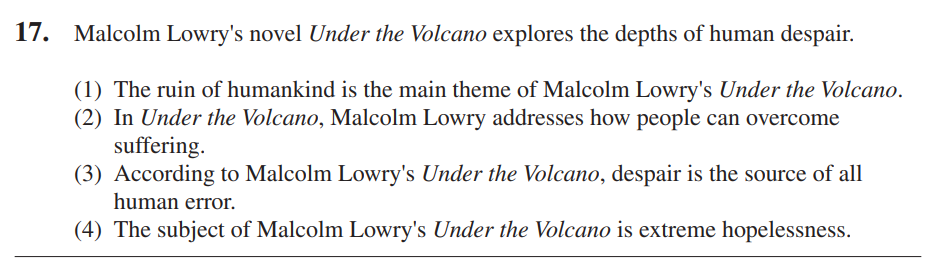 17. Malcolm Lowry's novel Under the Volcano explores the depths of human despair.
(1) The ruin of humankind is the main theme of Malcolm Lowry's Under the Volcano.
(2) In Under the Volcano, Malcolm Lowry addresses how people can overcome
suffering.
(3) According to Malcolm Lowry's Under the Volcano, despair is the source of all
human error.
(4) The subject of Malcolm Lowry's Under the Volcano is extreme hopelessness.